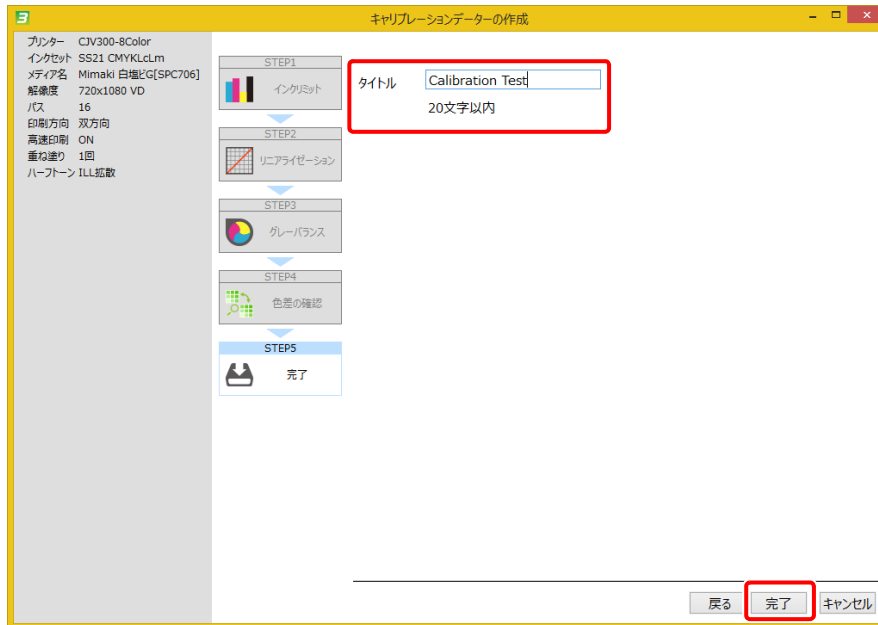 キャリブレーションデーターの作成
プリンター CJV300-8Color
インクセット SS21 CMYKLcLm
メディア名 Mimaki 白塩ビG[SPC706]
解像度 720x1080 VD
パス 16
印刷方向 双方向
高速印刷 ON
重ね塗り 1回
ハーフトーン ILL拡散
STEP1
インクリミット
STEP2
リニアライゼーション
STEP3
グレーバランス
STEP4
色差の確認
STEP5
完了
タイトル Calibration Test
20文字以内
戻る 完了 キャンセル